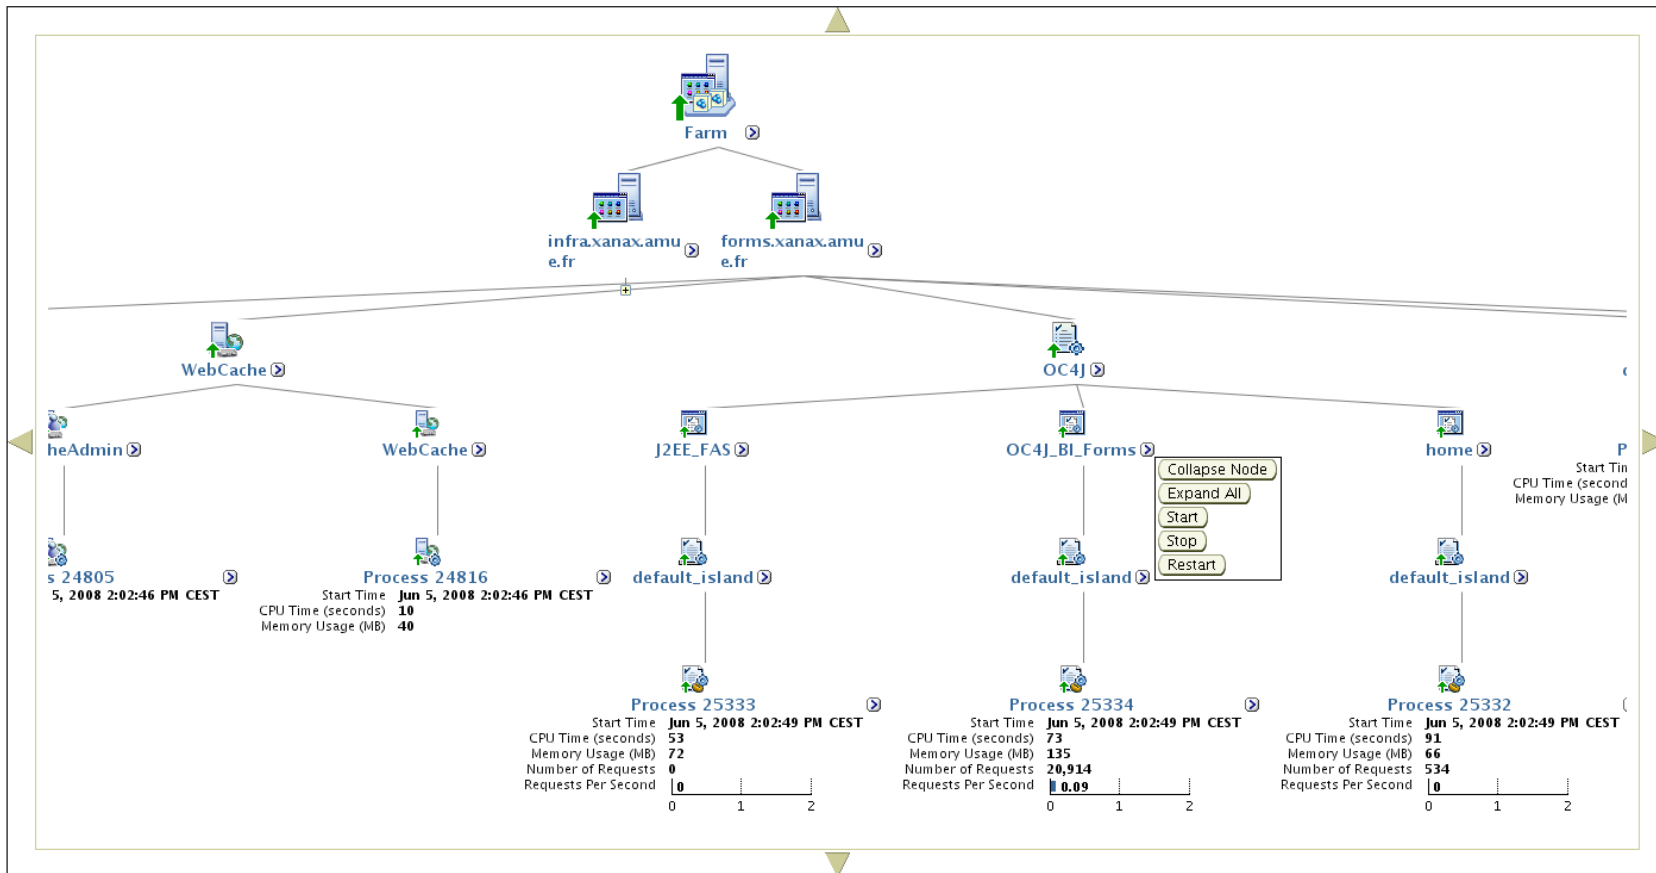 Farm
infra.xanax.amu
e.fr
forms.xanax.amu
e.fr
WebCache
OC4J
heAdmin
WebCache
J2EE_FAS
OC4J_BI_Forms
home
P
Collapse Node
Expand All
Start
Stop
Restart
Start Tin
CPU Time (second
Memory Usage (M
s 24805
5, 2008 2:02:46 PM CEST
Process 24816
Start Time Jun 5, 2008 2:02:46 PM CEST
CPU Time (seconds) 10
Memory Usage (MB) 40
default_island
default_island
default_island
Process 25333
Start Time Jun 5, 2008 2:02:49 PM CEST
CPU Time (seconds) 53
Memory Usage (MB) 72
Number of Requests 0
Requests Per Second 0
0 1 2
Process 25334
Start Time Jun 5, 2008 2:02:49 PM CEST
CPU Time (seconds) 73
Memory Usage (MB) 135
Number of Requests 20,914
Requests Per Second 0.09
0 1 2
Process 25332
Start Time Jun 5, 2008 2:02:49 PM CEST
CPU Time (seconds) 91
Memory Usage (MB) 66
Number of Requests 534
Requests Per Second 0
0 1 2